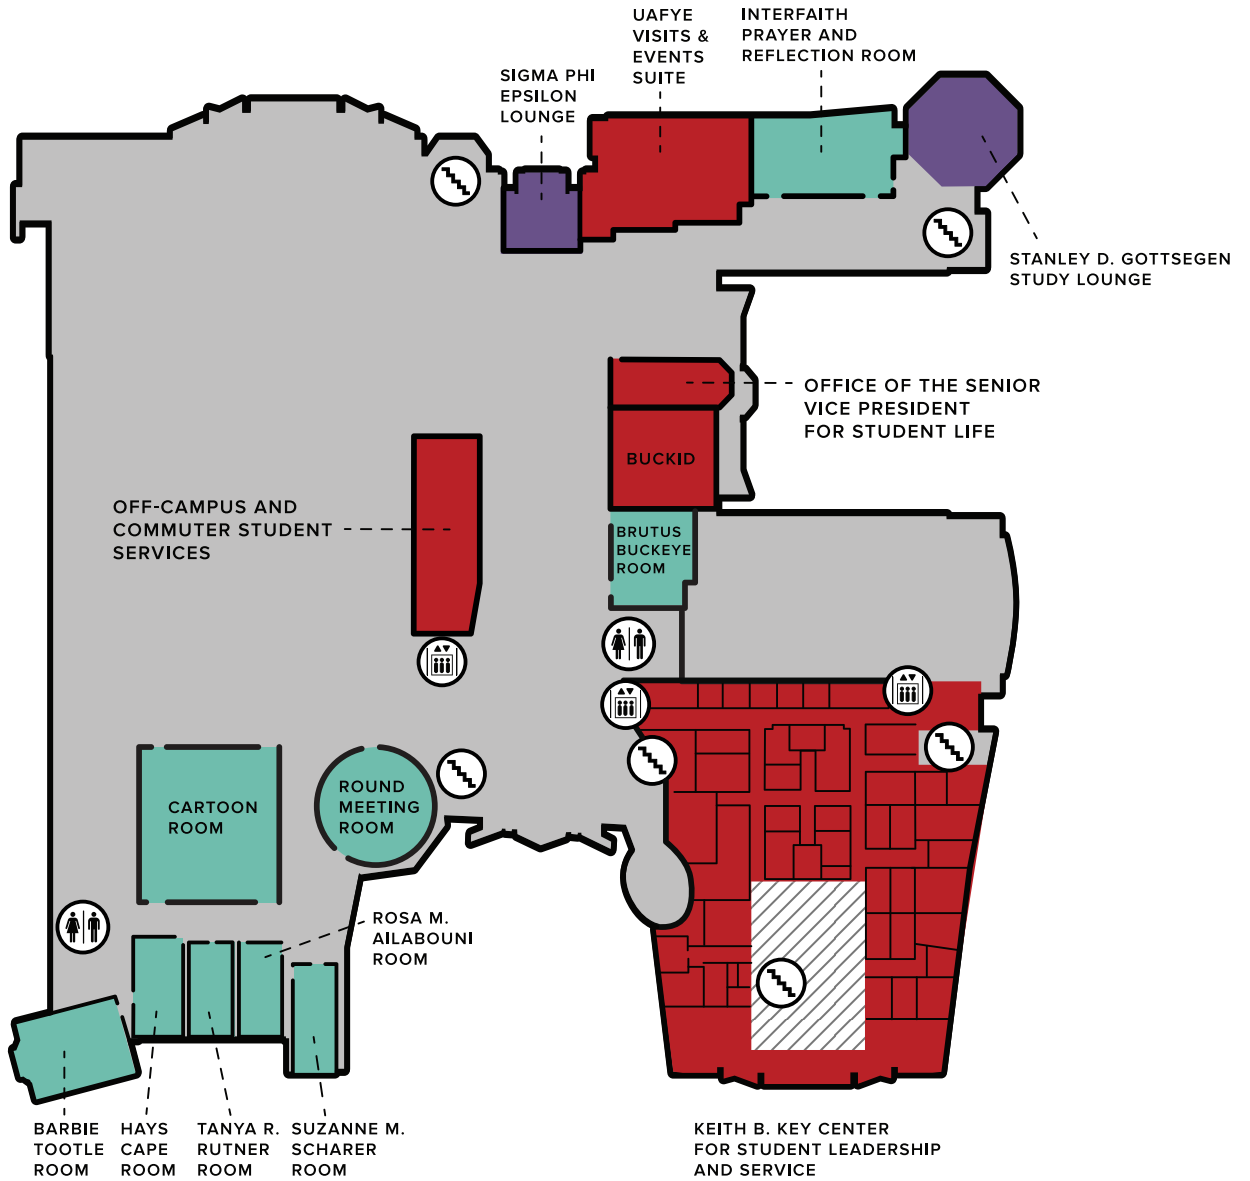 UAFYE
VISITS &
EVENTS
SUITE
INTERFAITH
PRAYER AND
REFLECTION ROOM
SIGMA PHI
EPSILON
LOUNGE
STANLEY D. GOTTSEGEN
STUDY LOUNGE
OFFICE OF THE SENIOR
VICE PRESIDENT
FOR STUDENT LIFE
BUCKID
OFF-CAMPUS AND
COMMUTER STUDENT
SERVICES
BRUTUS
BUCKEYE
ROOM
CARTOON
ROOM
ROUND
MEETING
ROOM
ROSA M.
AILABOUNI
ROOM
BARBIE
TOOTLE
ROOM
HAYS
CAPE
ROOM
TANYA R.
RUTNER
ROOM
SUZANNE M.
SCHARER
ROOM
KEITH B. KEY CENTER
FOR STUDENT LEADERSHIP
AND SERVICE